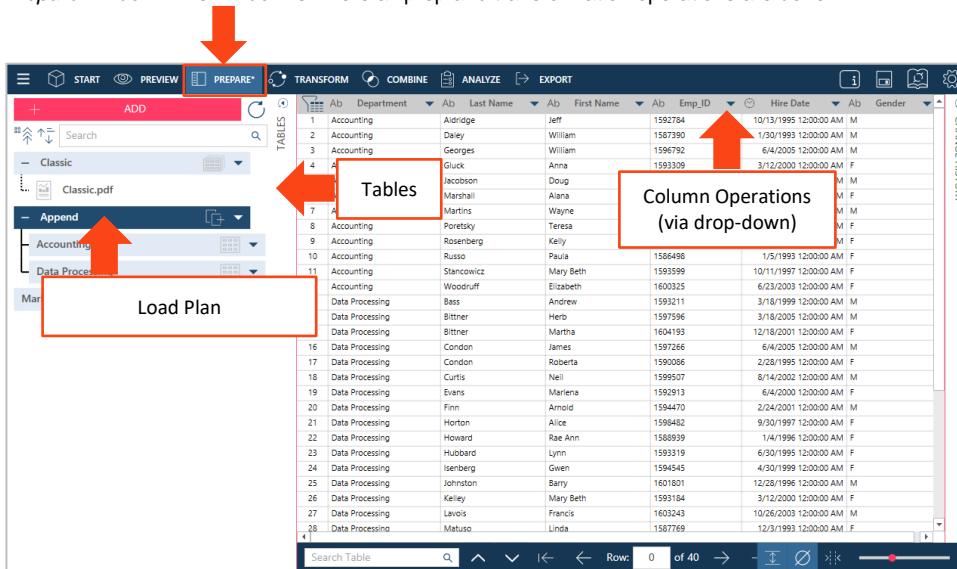 START PREVIEW PREPARE* TRANSFORM COMBINE ANALYZE EXPORT
+ ADD
Search
TABLES
− Classic
Classic.pdf
− Append
Accounting
Data Proces
Mar
Load Plan
Tables
Column Operations
(via drop-down)
Ab Department Ab Last Name Ab First Name Ab Emp_ID Hire Date Ab Gender
1 Accounting Aldridge Jeff 1592784 10/13/1995 12:00:00 AM M
2 Accounting Daley William 1587390 1/30/1993 12:00:00 AM M
3 Accounting Georges William 1596792 6/4/2005 12:00:00 AM M
4 A Gluck Anna 1593309 3/12/2000 12:00:00 AM F
Jacobson Doug M M
Marshall Alana M F
7 A Martins Wayne M M
8 Accounting Poretsky Teresa M F
9 Accounting Rosenberg Kelly M F
10 Accounting Russo Paula 1586498 1/5/1993 12:00:00 AM F
11 Accounting Stancowicz Mary Beth 1593599 10/11/1997 12:00:00 AM F
Accounting Woodruff Elizabeth 1600325 6/23/2003 12:00:00 AM F
Data Processing Bass Andrew 1593211 3/18/1999 12:00:00 AM M
Data Processing Bittner Herb 1597596 3/18/2005 12:00:00 AM M
Data Processing Bittner Martha 1604193 12/18/2001 12:00:00 AM F
16 Data Processing Condon James 1597266 6/4/2005 12:00:00 AM M
17 Data Processing Condon Roberta 1590086 2/28/1995 12:00:00 AM F
18 Data Processing Curtis Neil 1599507 8/14/2002 12:00:00 AM M
19 Data Processing Evans Marlena 1592913 6/4/2000 12:00:00 AM F
20 Data Processing Finn Arnold 1594470 2/24/2001 12:00:00 AM M
21 Data Processing Horton Alice 1598482 9/30/1997 12:00:00 AM F
22 Data Processing Howard Rae Ann 1588939 1/4/1996 12:00:00 AM F
23 Data Processing Hubbard Lynn 1593319 6/30/1995 12:00:00 AM F
24 Data Processing Isenberg Gwen 1594545 4/30/1999 12:00:00 AM F
25 Data Processing Johnston Barry 1601801 12/28/1996 12:00:00 AM M
26 Data Processing Kelley Mary Beth 1593184 3/12/2000 12:00:00 AM F
27 Data Processing Lavois Francis 1603243 10/26/2003 12:00:00 AM M
28 Data Processing Matuso Linda 1587769 12/3/1993 12:00:00 AM F
Search Table Row: 0 of 40